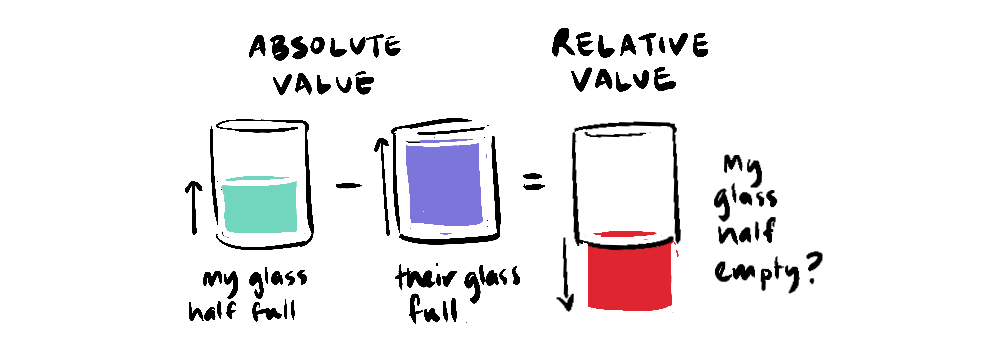 ABSOLUTE
VALUE
RELATIVE
VALUE
–
=
my glass
half full
their glass
full
My
glass
half
empty?